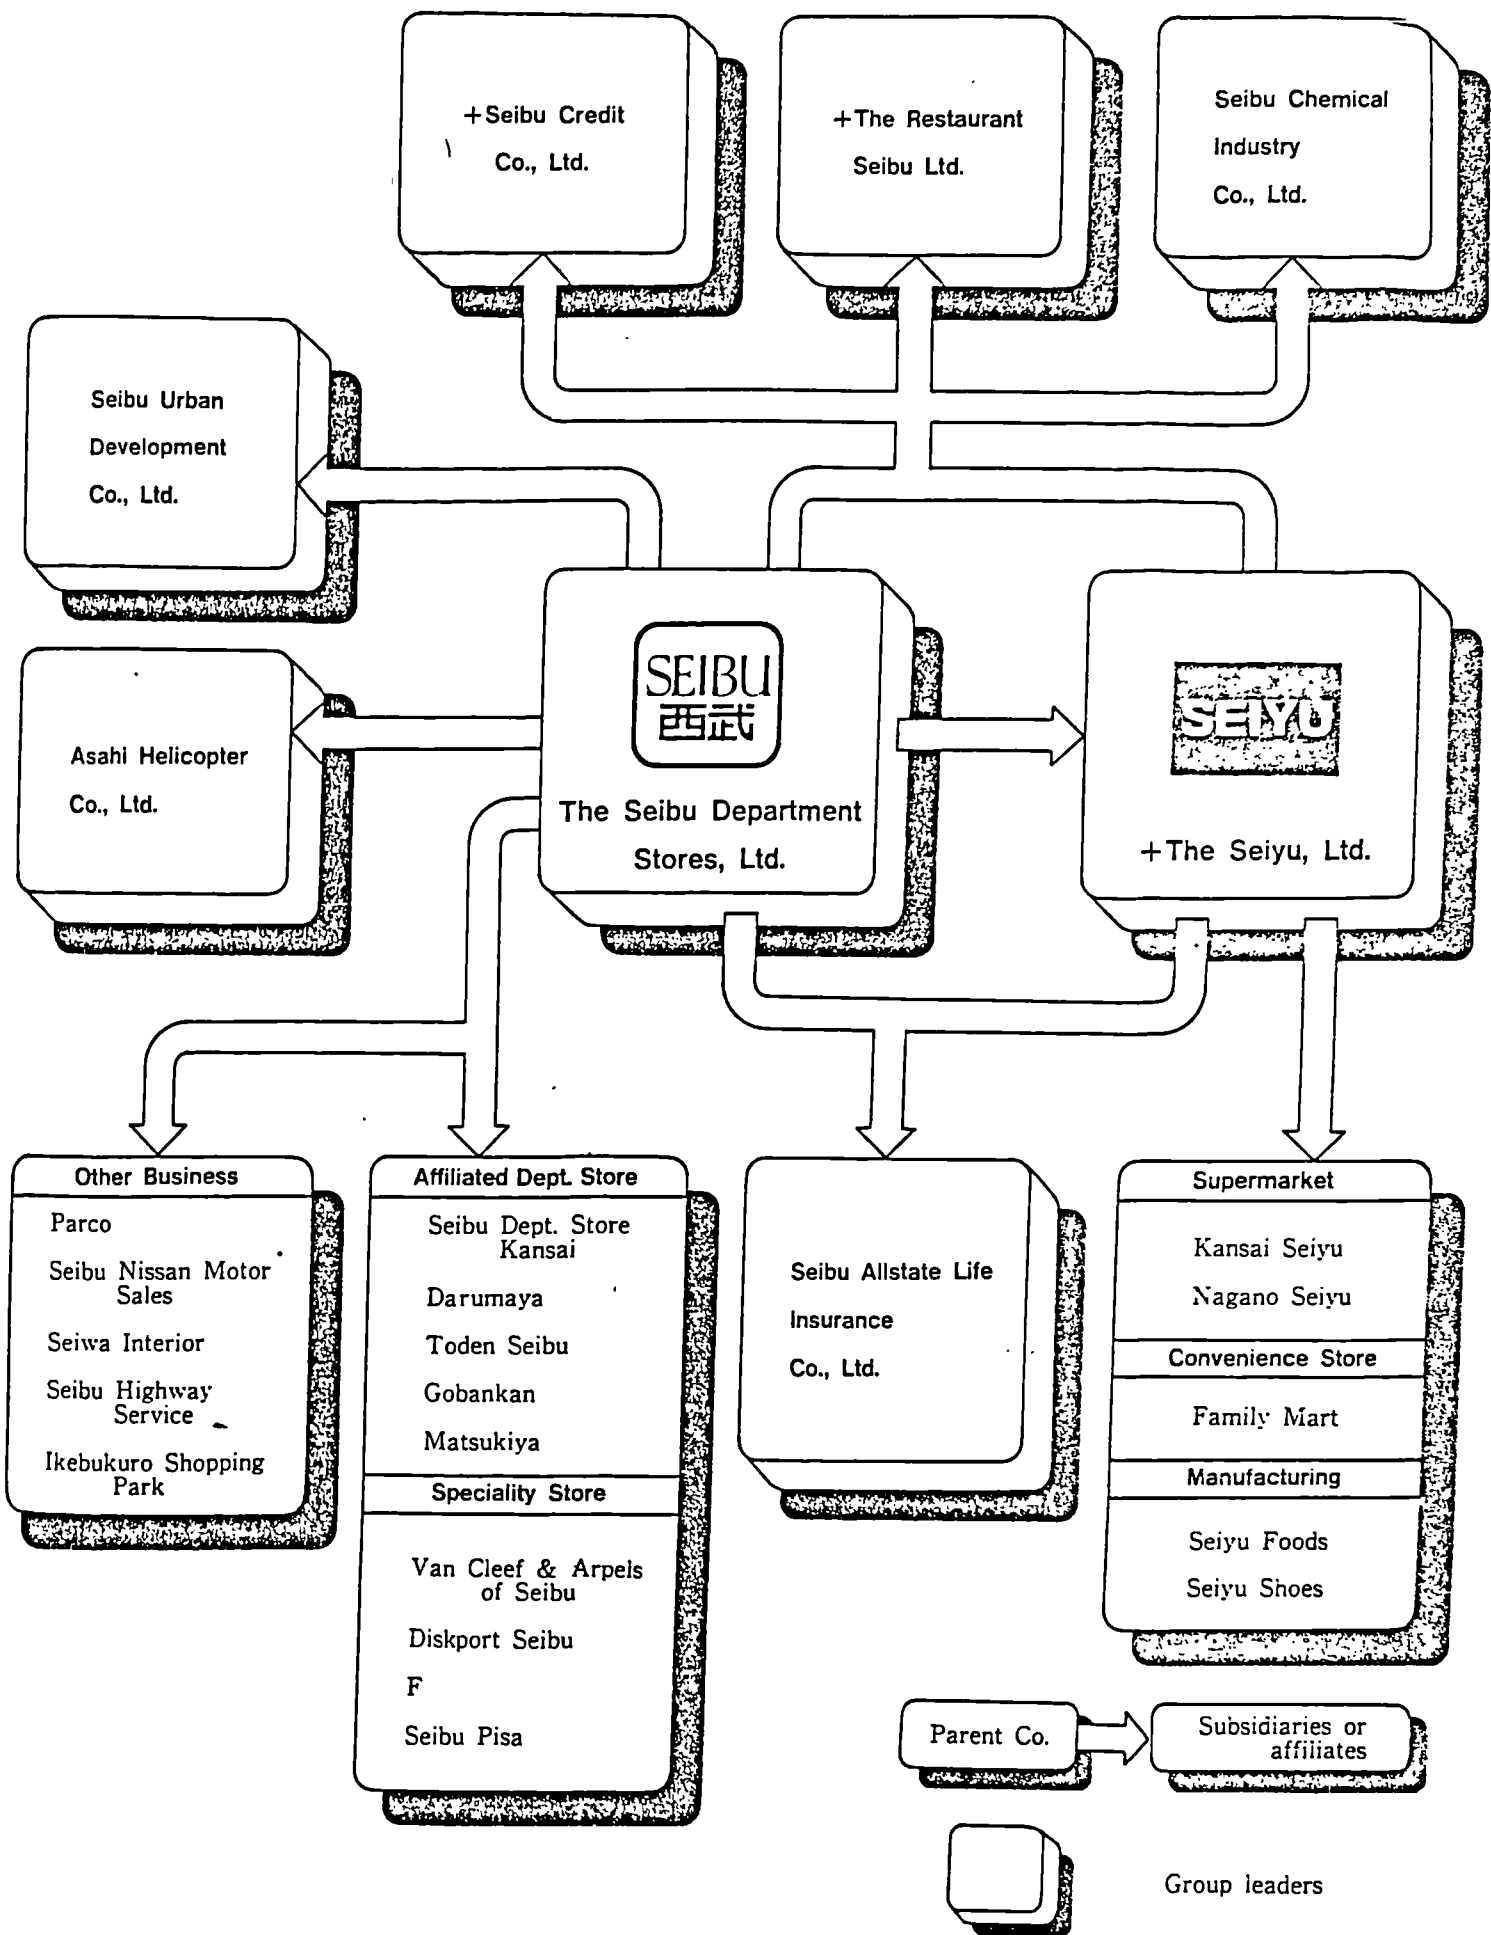 +Seibu Credit
Co., Ltd.
+The Restaurant
Seibu Ltd.
Seibu Chemical
Industry
Co., Ltd.
Seibu Urban
Development
Co., Ltd.
Asahi Helicopter
Co., Ltd.
SEIBU
西武
The Seibu Department
Stores, Ltd.
SEIYU
+The Seiyu, Ltd.
Other Business
Parco
Seibu Nissan Motor
Sales
Seiwa Interior
Seibu Highway
Service
Ikebukuro Shopping
Park
Affiliated Dept. Store
Seibu Dept. Store
Kansai
Darumaya
Toden Seibu
Gobankan
Matsukiya
Speciality Store
Van Cleef & Arpels
of Seibu
Diskport Seibu
F
Seibu Pisa
Seibu Allstate Life
Insurance
Co., Ltd.
Supermarket
Kansai Seiyu
Nagano Seiyu
Convenience Store
Family Mart
Manufacturing
Seiyu Foods
Seiyu Shoes
Parent Co.
Subsidiaries or
affiliates
Group leaders